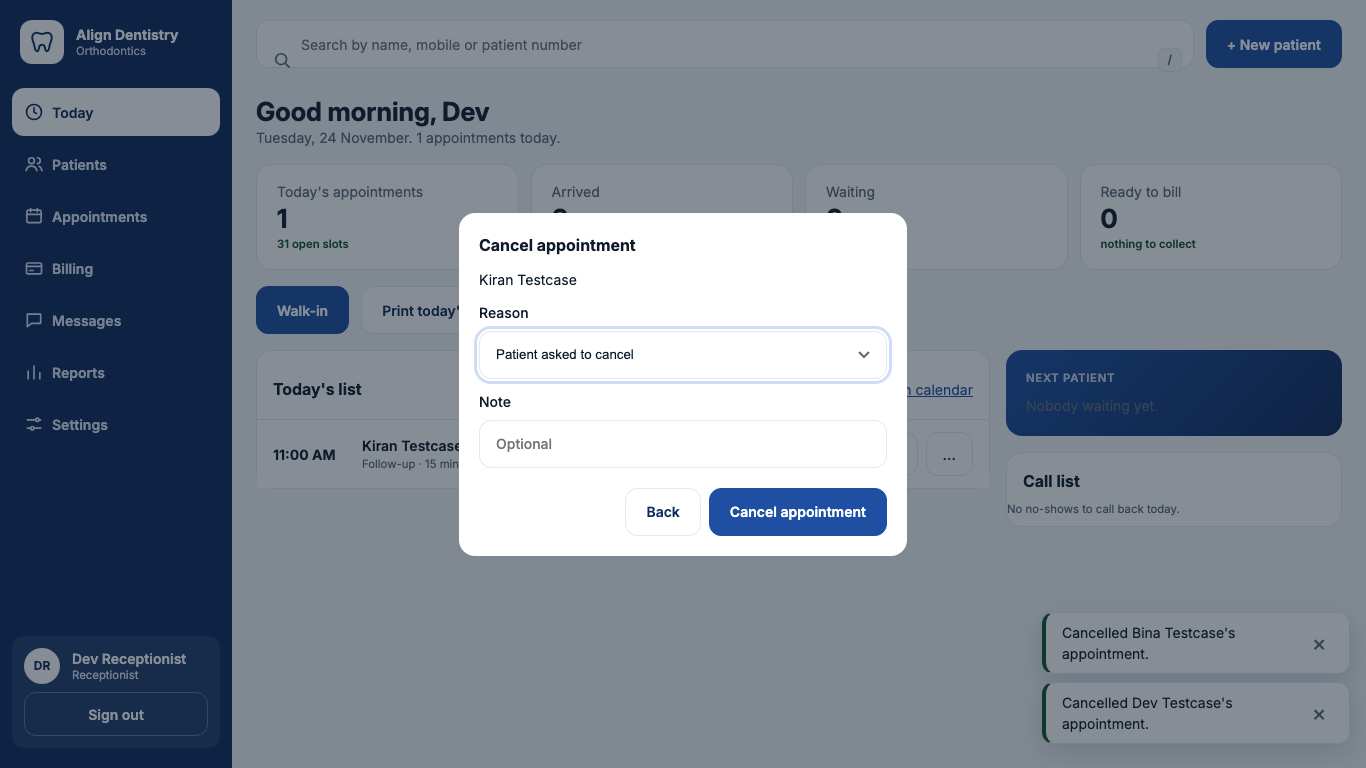 Align Dentistry
Orthodontics
Today
Patients
Appointments
Billing
Messages
Reports
Settings
DR
Dev Receptionist
Receptionist
Sign out
Search by name, mobile or patient number
/
+ New patient
Good morning, Dev
Tuesday, 24 November. 1 appointments today.
Today's appointments
1
31 open slots
Arrived
Waiting
Ready to bill
0
nothing to collect
Walk-in
Print today'
Today's list
calendar
11:00 AM
Kiran Testcase
Follow-up · 15 min
...
NEXT PATIENT
Nobody waiting yet.
Call list
No no-shows to call back today.
Cancel appointment
Kiran Testcase
Reason
Patient asked to cancel
Note
Optional
Back
Cancel appointment
Cancelled Bina Testcase's
appointment.
Cancelled Dev Testcase's
appointment.